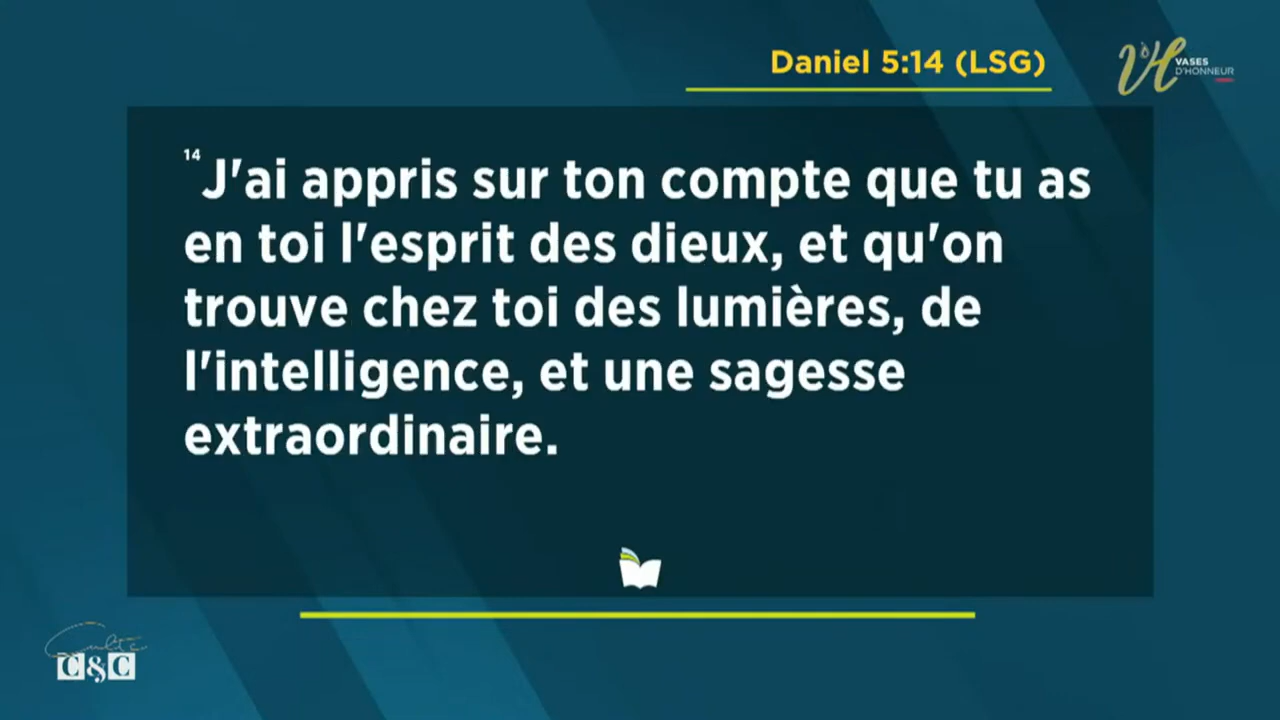 Daniel 5:14 (LSG)
VASES
D'HONNEUR
14 J'ai appris sur ton compte que tu as
en toi l'esprit des dieux, et qu'on
trouve chez toi des lumières, de
l'intelligence, et une sagesse
extraordinaire.
Culte
C&C